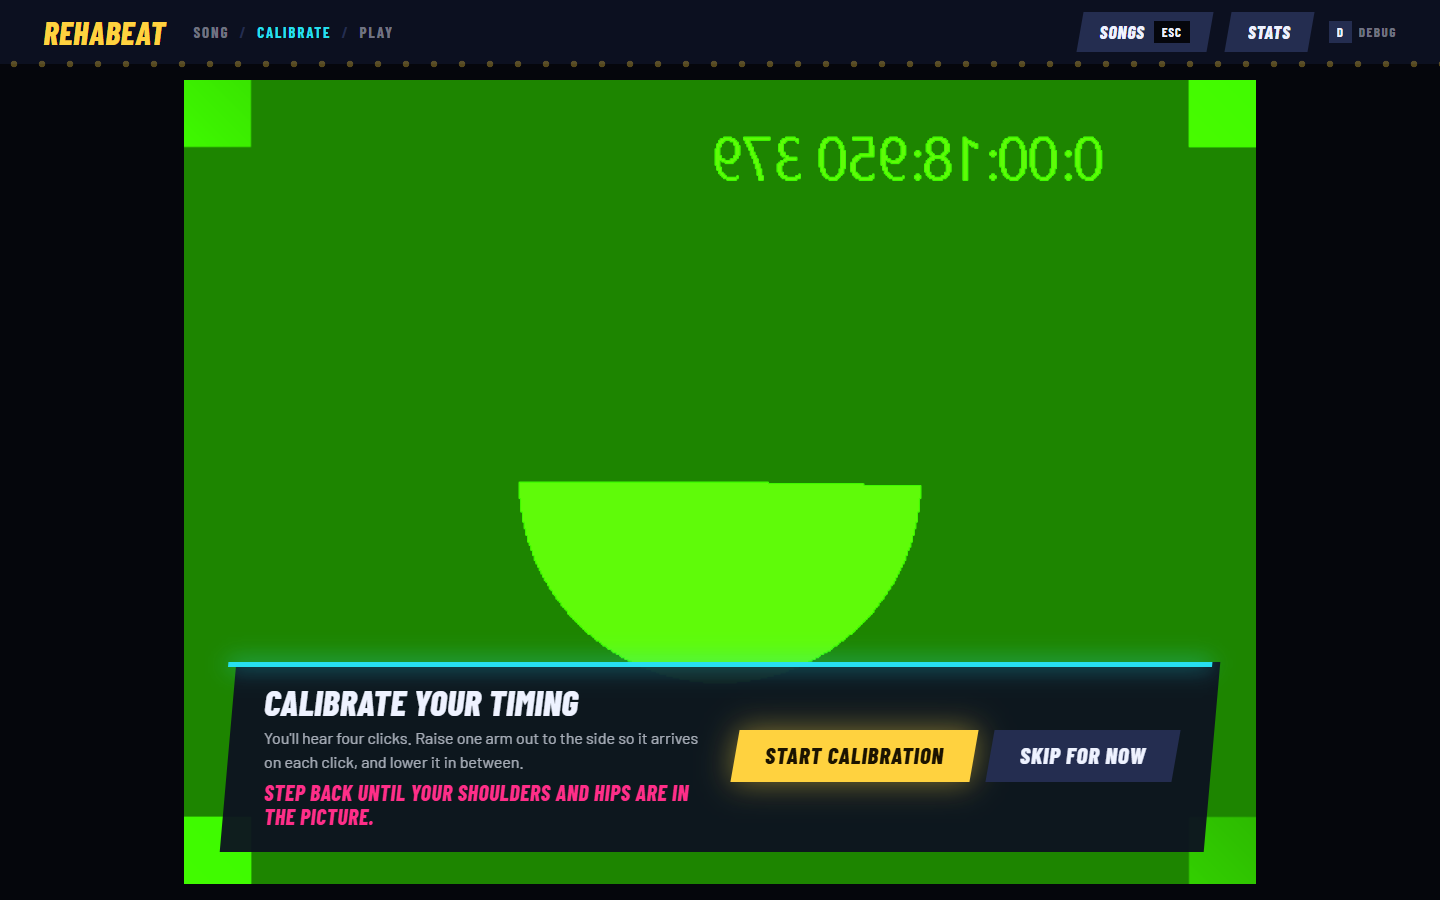 REHABEAT SONG / CALIBRATE / PLAY SONGS ESC STATS D DEBUG
0:00:18:950 379
CALIBRATE YOUR TIMING
You'll hear four clicks. Raise one arm out to the side so it arrives
on each click, and lower it in between.
STEP BACK UNTIL YOUR SHOULDERS AND HIPS ARE IN
THE PICTURE.
START CALIBRATION
SKIP FOR NOW